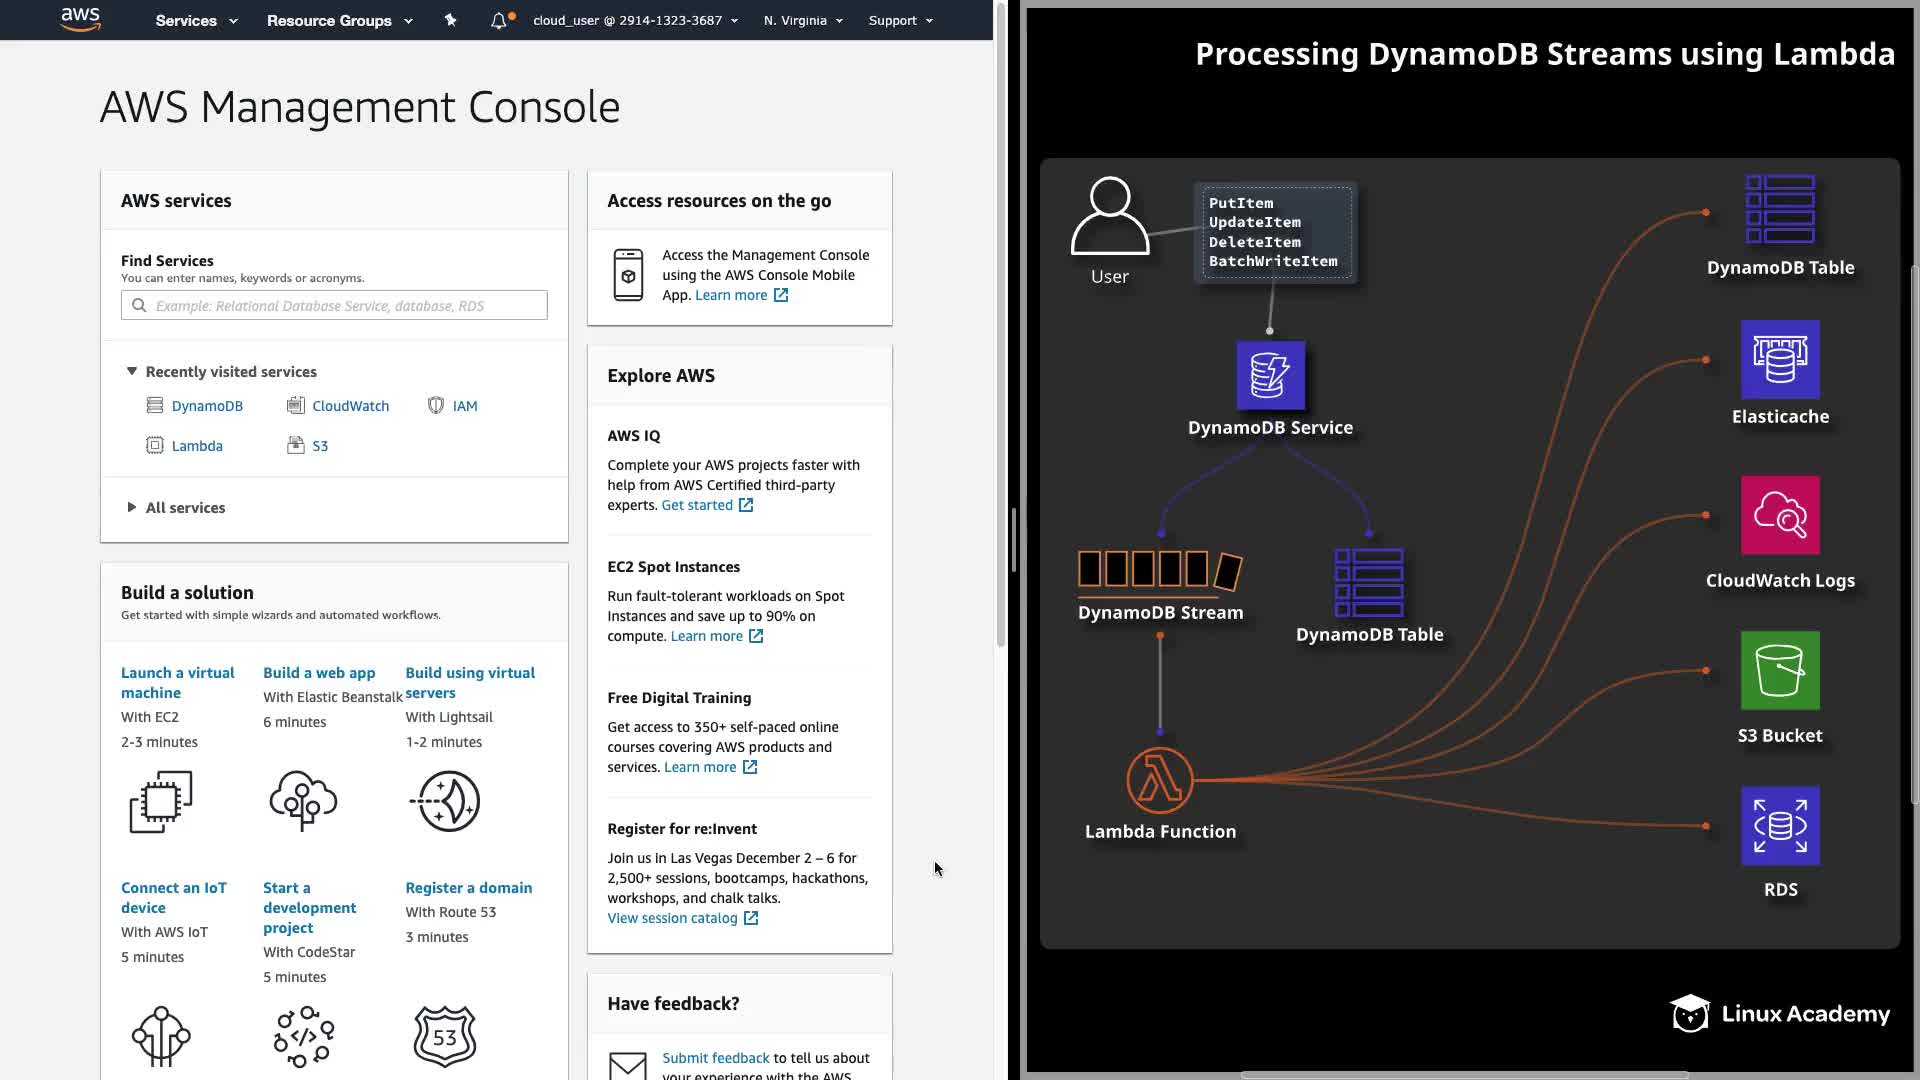 aws
Services
Resource Groups
cloud_user @ 2914-1323-3687
N. Virginia
Support
AWS Management Console
AWS services
Find Services
You can enter names, keywords or acronyms.
Example: Relational Database Service, database, RDS
Recently visited services
DynamoDB
CloudWatch
IAM
Lambda
S3
All services
Build a solution
Get started with simple wizards and automated workflows.
Launch a virtual
machine
With EC2
2-3 minutes
Build a web app
With Elastic Beanstalk
6 minutes
Build using virtual
servers
With Lightsail
1-2 minutes
Connect an IoT
device
With AWS IoT
5 minutes
Start a
development
project
With CodeStar
5 minutes
Register a domain
With Route 53
3 minutes
53
Access resources on the go
Access the Management Console
using the AWS Console Mobile
App. Learn more
Explore AWS
AWS IQ
Complete your AWS projects faster with
help from AWS Certified third-party
experts. Get started
EC2 Spot Instances
Run fault-tolerant workloads on Spot
Instances and save up to 90% on
compute. Learn more
Free Digital Training
Get access to 350+ self-paced online
courses covering AWS products and
services. Learn more
Register for re:Invent
Join us in Las Vegas December 2 – 6 for
2,500+ sessions, bootcamps, hackathons,
workshops, and chalk talks.
View session catalog
Have feedback?
Submit feedback to tell us about
your experience with the AWS
Processing DynamoDB Streams using Lambda
User
PutItem
UpdateItem
DeleteItem
BatchWriteItem
DynamoDB Service
DynamoDB Stream
DynamoDB Table
Lambda Function
DynamoDB Table
Elasticache
CloudWatch Logs
S3 Bucket
RDS
Linux Academy